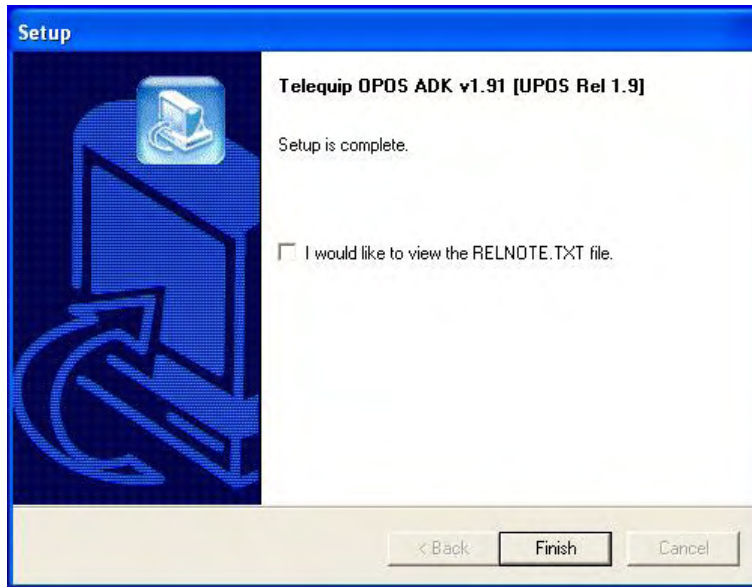 Setup
Telequip OPOS ADK v1.91 [UPOS Rel 1.9]
Setup is complete.
I would like to view the RELNOTE.TXT file.
< Back Finish Cancel